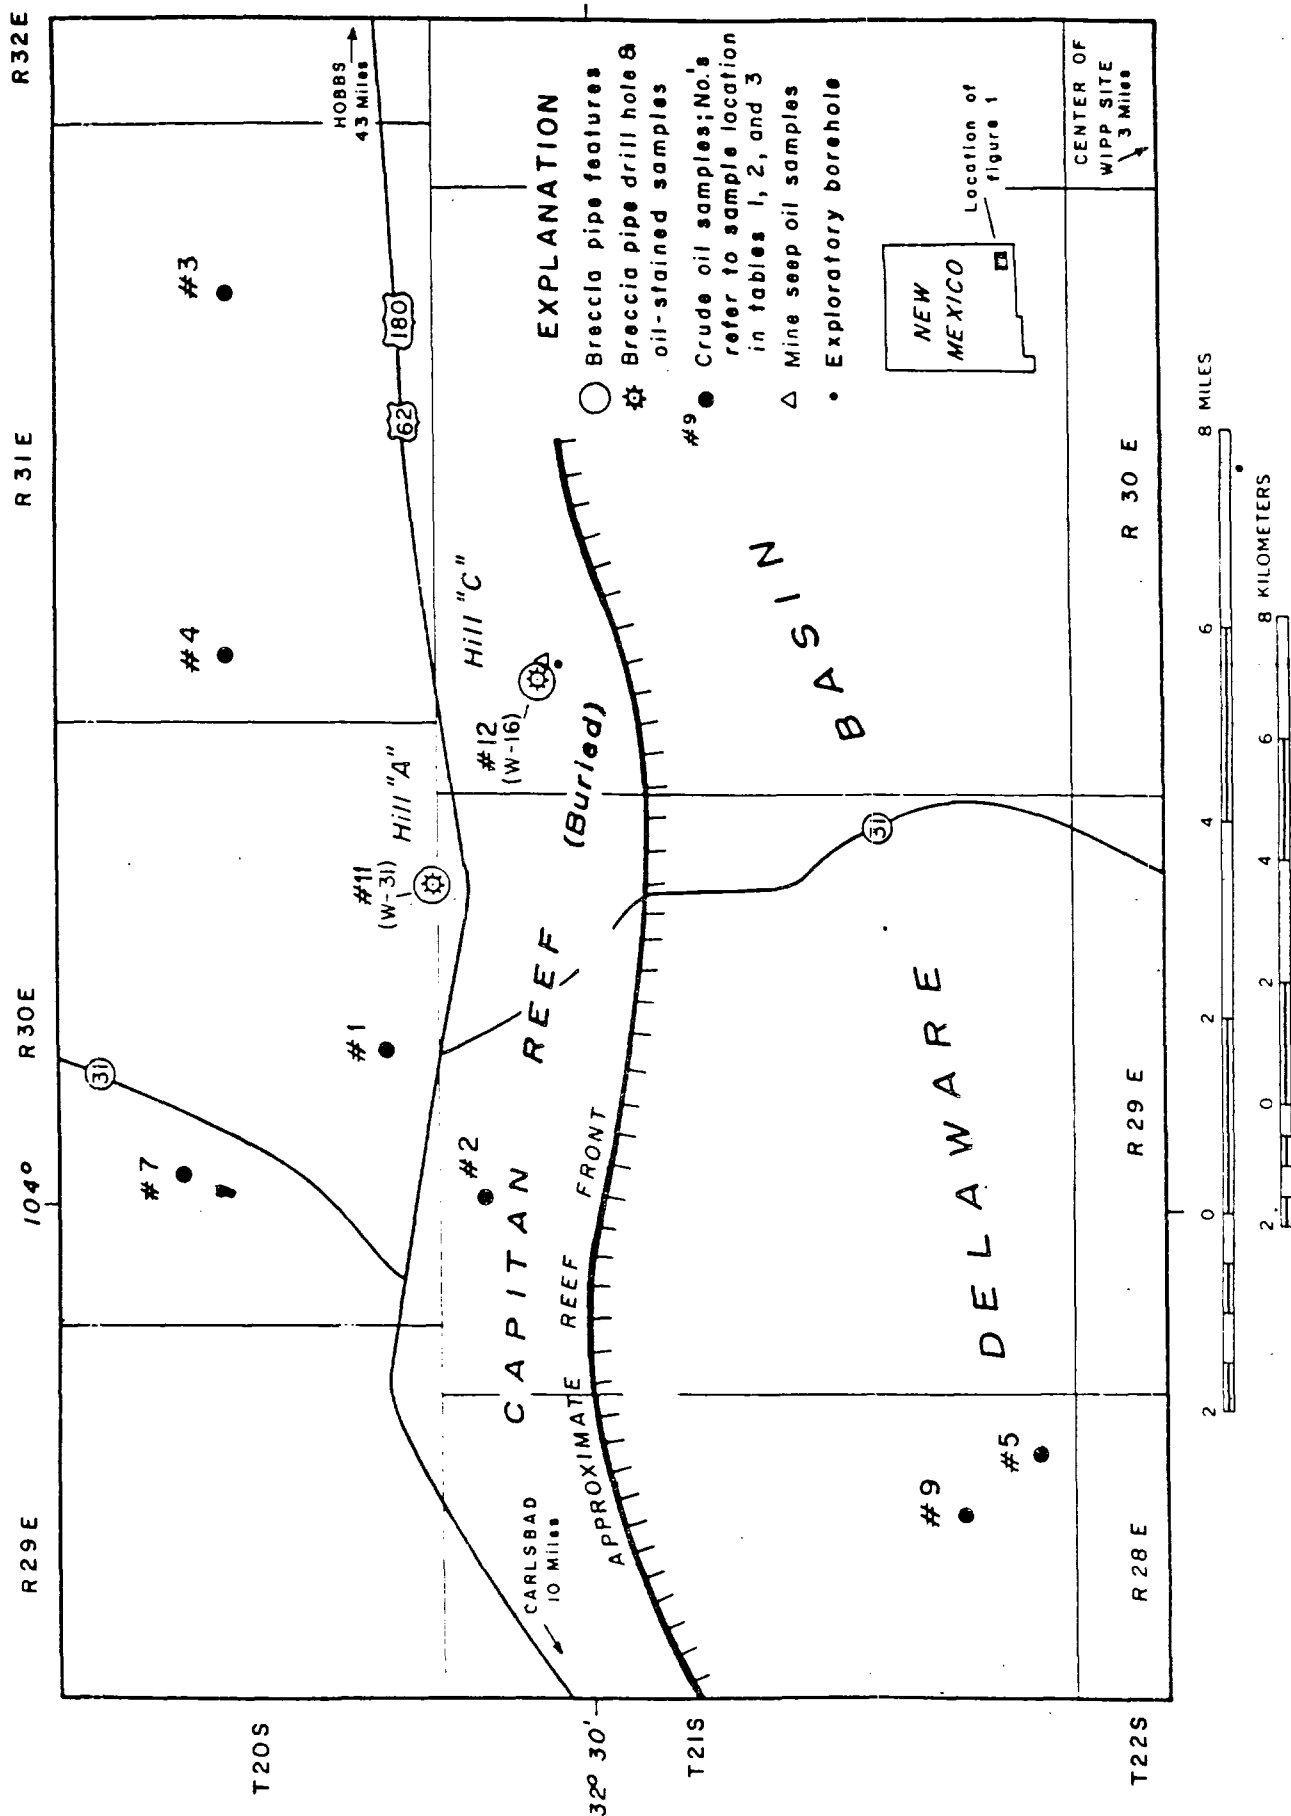 R29E
104°
R30E
R31E
R32E
T20S
32° 30'
T21S
T22S
#7
31
#1
#11
(W-31)
Hill "A"
#4
#3
HOBBS
43 Miles
62
180
#2
#12
(W-16)
Hill "C"
CARLSBAD
10 Miles
CAPITAN REEF
(Buried)
APPROXIMATE REEF FRONT
31
DELAWARE BASIN
#9
#5
R28E
R29E
R30E
EXPLANATION
Breccia pipe features
Breccia pipe drill hole &
oil-stained samples
#9
Crude oil samples; No.'s
refer to sample location
in tables 1, 2, and 3
Mine seep oil samples
Exploratory borehole
NEW
MEXICO
Location of
figure 1
CENTER OF
WIPP SITE
3 Miles
2 0 2 4 6 8 MILES
2 0 2 4 6 8 KILOMETERS